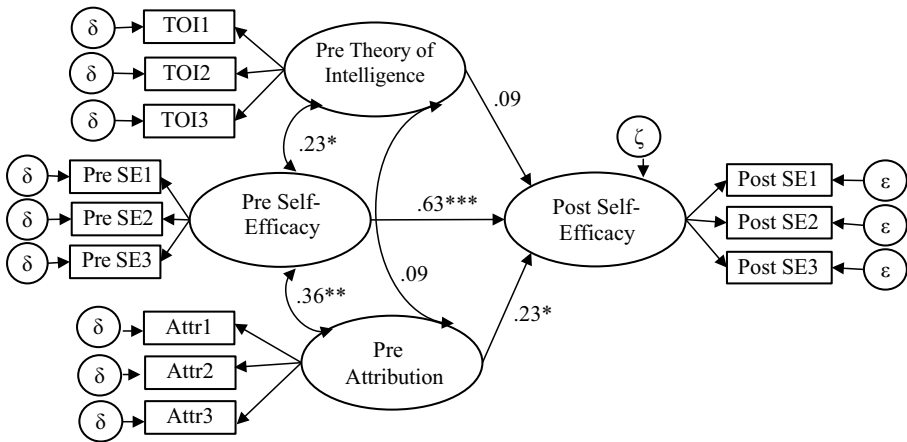 δ
TOI1
δ
TOI2
δ
TOI3
Pre Theory of
Intelligence
.09
.23*
ζ
δ
Pre SE1
δ
Pre SE2
δ
Pre SE3
Pre Self-
Efficacy
.63***
Post Self-
Efficacy
Post SE1
ε
Post SE2
ε
Post SE3
ε
.09
.36**
.23*
δ
Attr1
δ
Attr2
δ
Attr3
Pre
Attribution